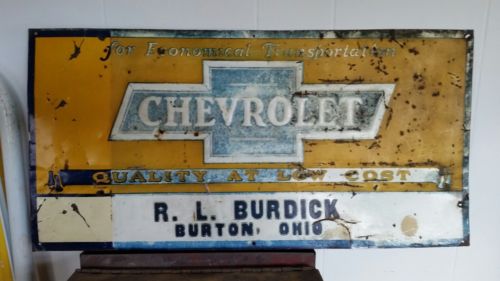 for Economical Transportation
CHEVROLET
QUALITY AT LOW COST
R. L. BURDICK
BURTON, OHIO